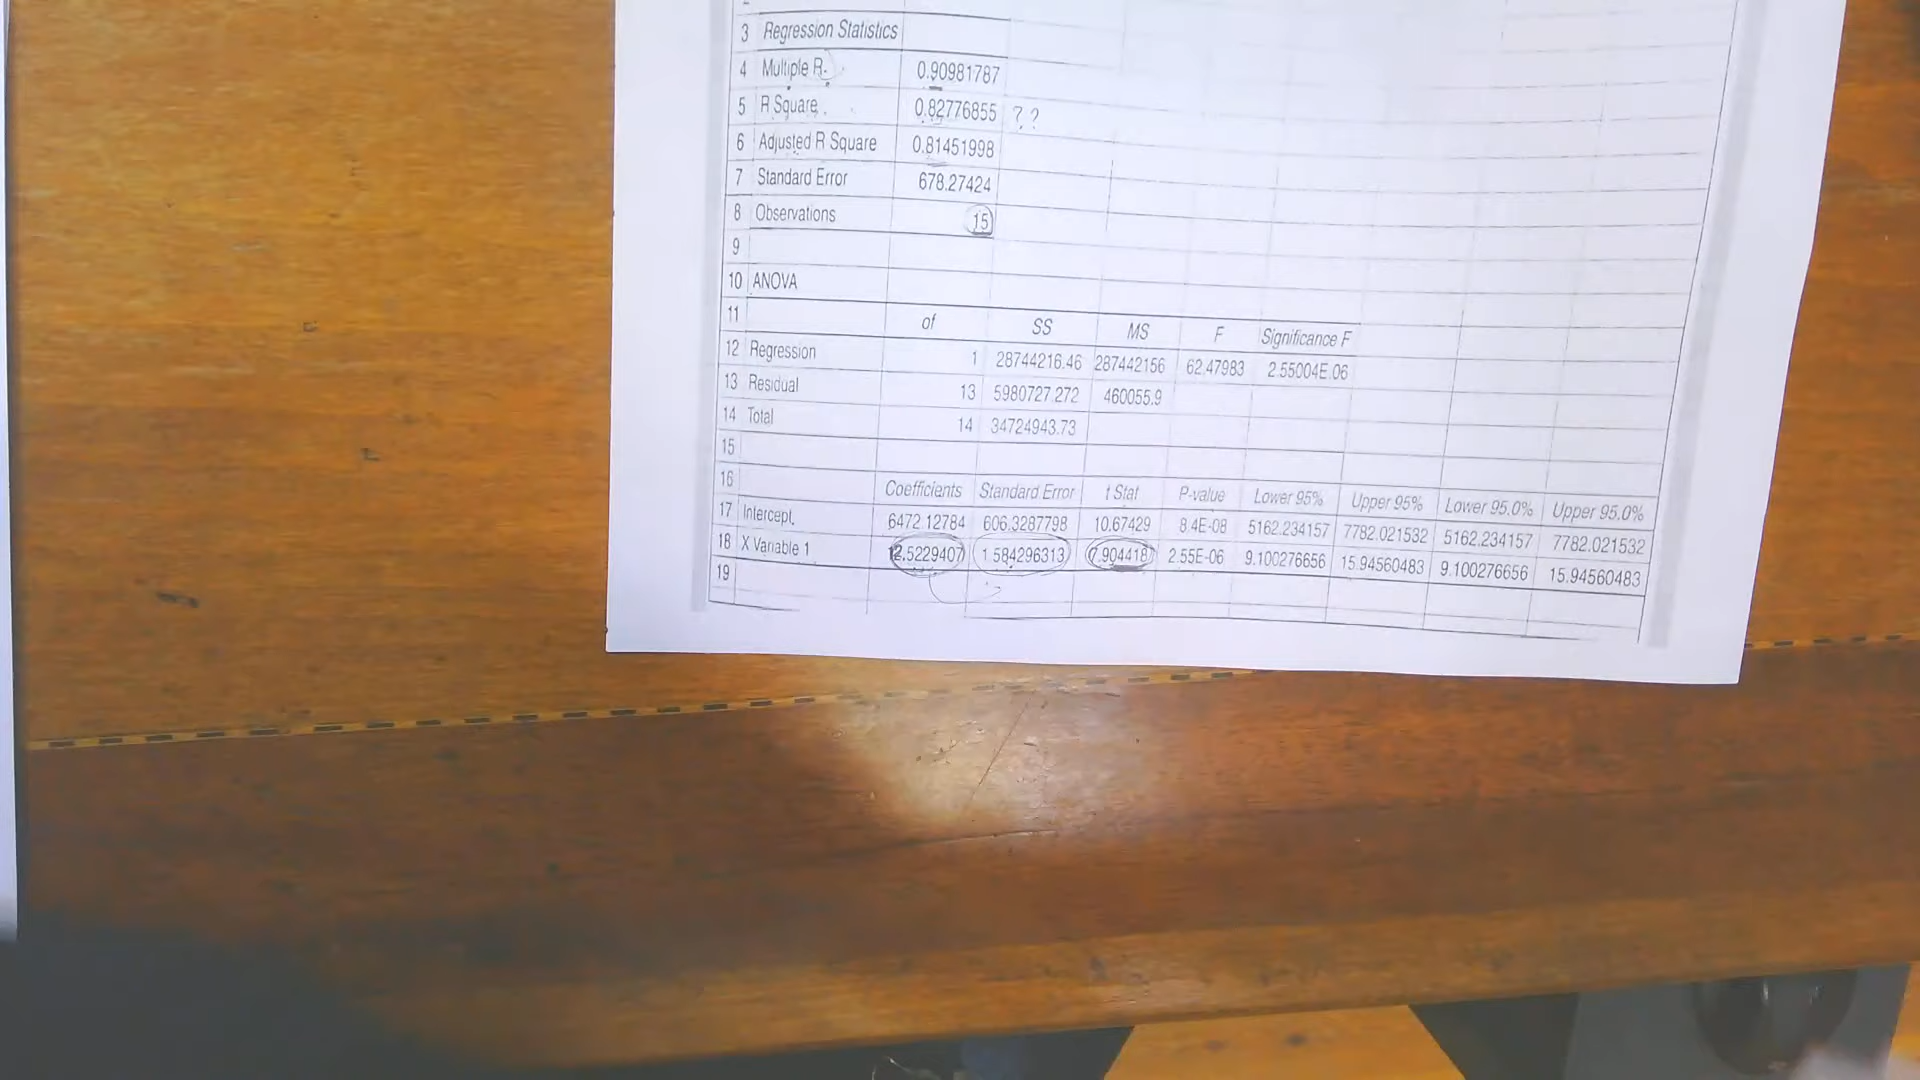 3 Regression Statistics
4 Multiple R. 0.90981787
5 R Square. 0.82776855 ??
6 Adjusted R Square 0.81451998
7 Standard Error 678.27424
8 Observations 15
9
10 ANOVA
11 of SS MS F Significance F
12 Regression 1 28744216.46 287442156 62.47983 2.55004E.06
13 Residual 13 5980727.272 460055.9
14 Total 14 34724943.73
15
16 Coefficients Standard Error t Stat P-value Lower 95% Upper 95% Lower 95.0% Upper 95.0%
17 Intercept. 6472.12784 606.3287798 10.67429 8.4E-08 5162.234157 7782.021532 5162.234157 7782.021532
18 X Variable 1 12.5229407 1.584296313 7.904418 2.55E-06 9.100276656 15.94560483 9.100276656 15.94560483
19